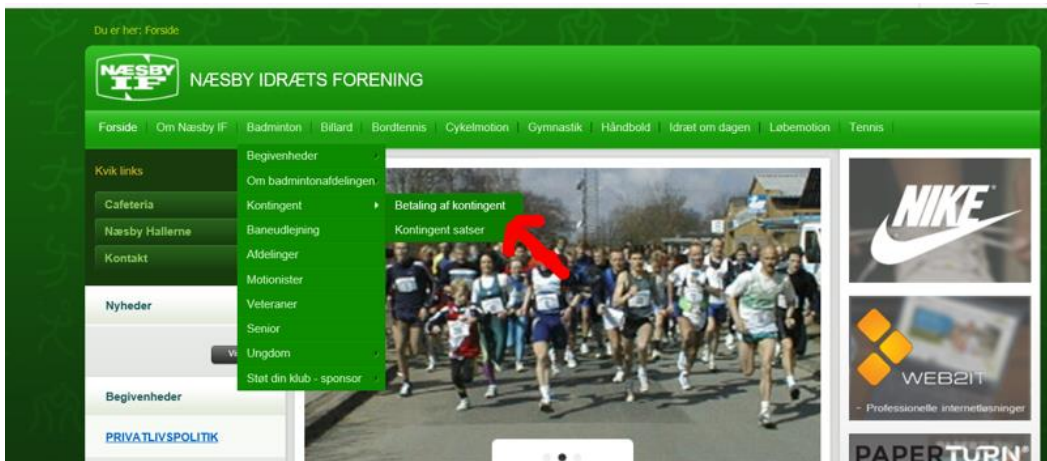 Du er her: Forside
NÆSBY
IF
NÆSBY IDRÆTS FORENING
Forside Om Næsby IF Badminton Billard Bordtennis Cykelmotion Gymnastik Håndbold Idræt om dagen Løbemotion Tennis
Kvik links
Cafeteria
Næsby Hallerne
Kontakt
Nyheder
Begivenheder
PRIVATLIVSPOLITIK
Begivenheder
Om badmintonafdelingen
Kontingent
Baneudlejning
Afdelinger
Motionister
Veteraner
Senior
Ungdom
Støt din klub - sponsor
Betaling af kontingent
Kontingent satser
NIKE
WEB2IT
- Professionelle internetløsninger
PAPERTURN